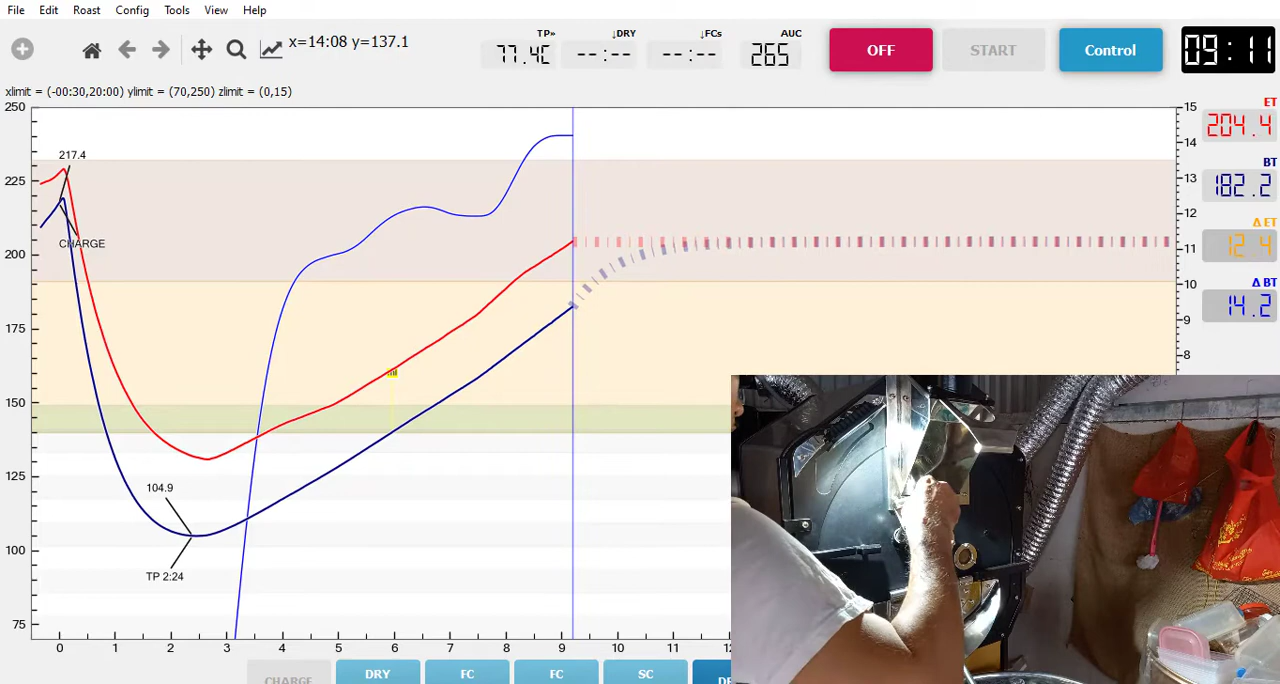 File Edit Roast Config Tools View Help
x=14:08 y=137.1
TP» ↓DRY ↓FCs AUC
77.4C --:-- --:-- 265
OFF START Control 09:11
xlimit = (-00:30,20:00) ylimit = (70,250) zlimit = (0,15)
250
225
200
175
150
125
100
75
217.4
CHARGE
104.9
TP 2:24
15
14
13
12
11
10
9
8
ET
204.4
BT
182.2
Δ ET
12.4
Δ BT
14.2
0 1 2 3 4 5 6 7 8 9 10 11 12
CHARGE DRY FC FC SC